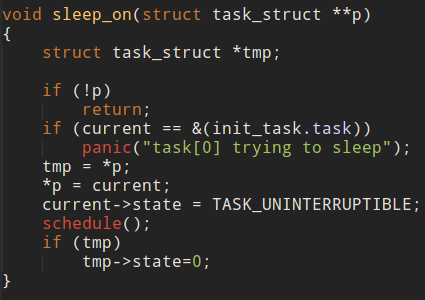 void sleep_on(struct task_struct **p)
{
    struct task_struct *tmp;

    if (!p)
        return;
    if (current == &(init_task.task))
        panic("task[0] trying to sleep");
    tmp = *p;
    *p = current;
    current->state = TASK_UNINTERRUPTIBLE;
    schedule();
    if (tmp)
        tmp->state=0;
}